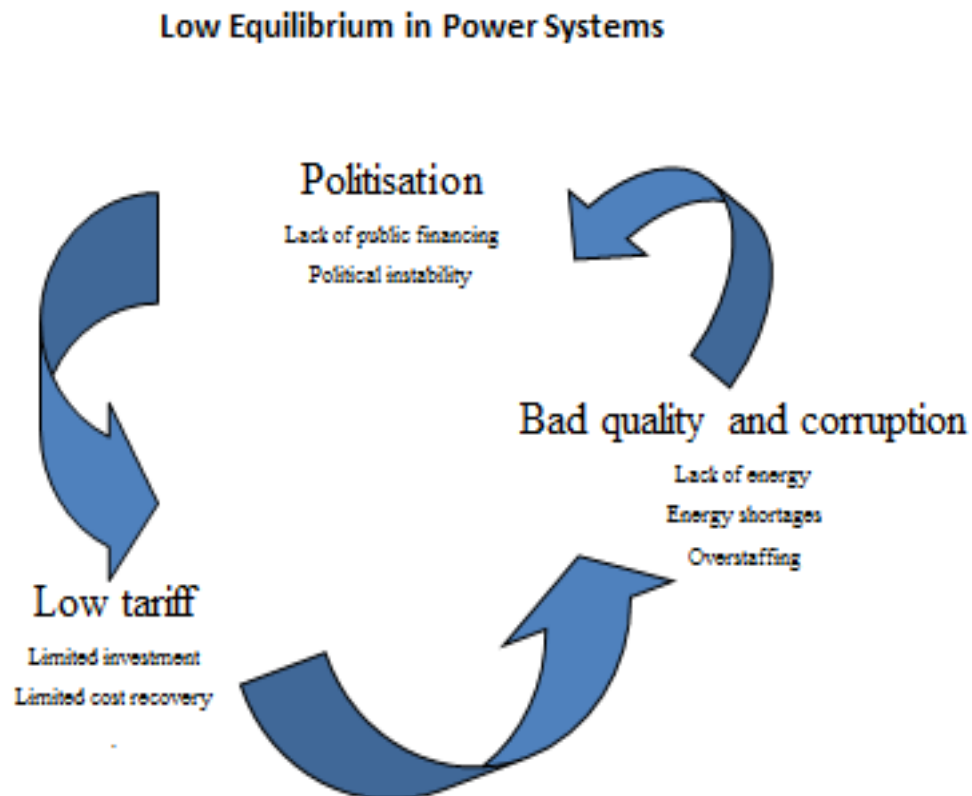 Low Equilibrium in Power Systems
Politisation
Lack of public financing
Political instability
Bad quality and corruption
Lack of energy
Energy shortages
Overstaffing
Low tariff
Limited investment
Limited cost recovery
.